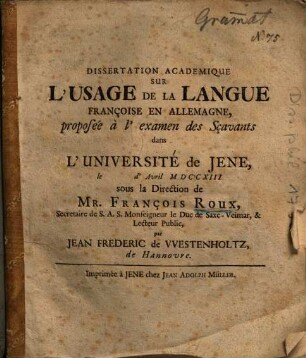 Gramat
N. 75.
DISSERTATION ACADEMIQUE
SUR
L'USAGE DE LA LANGUE
FRANÇOISE EN ALLEMAGNE,
proposeé à l'examen des Sçavants
dans
L'UNIVERSITÉ de JENE,
le d'Avril MDCCXIII
sous la Direction de
MR. FRANÇOIS ROUX,
Secretaire de S. A. S. Monseigneur le Duc de Saxe-Veimar, &
Lecteur Public,
par
JEAN FREDERIC de VVESTENHOLTZ,
de Hannovre.
Imprimée à JENE chez JEAN ADOLPH MÜLLER.